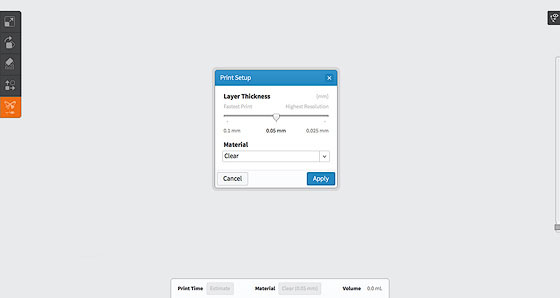 Print Setup
Layer Thickness [mm]
Fastest Print Highest Resolution
0.1 mm 0.05 mm 0.025 mm
Material
Clear
Cancel Apply
Print Time Estimate Material Clear (0.05 mm) Volume 0.0 mL